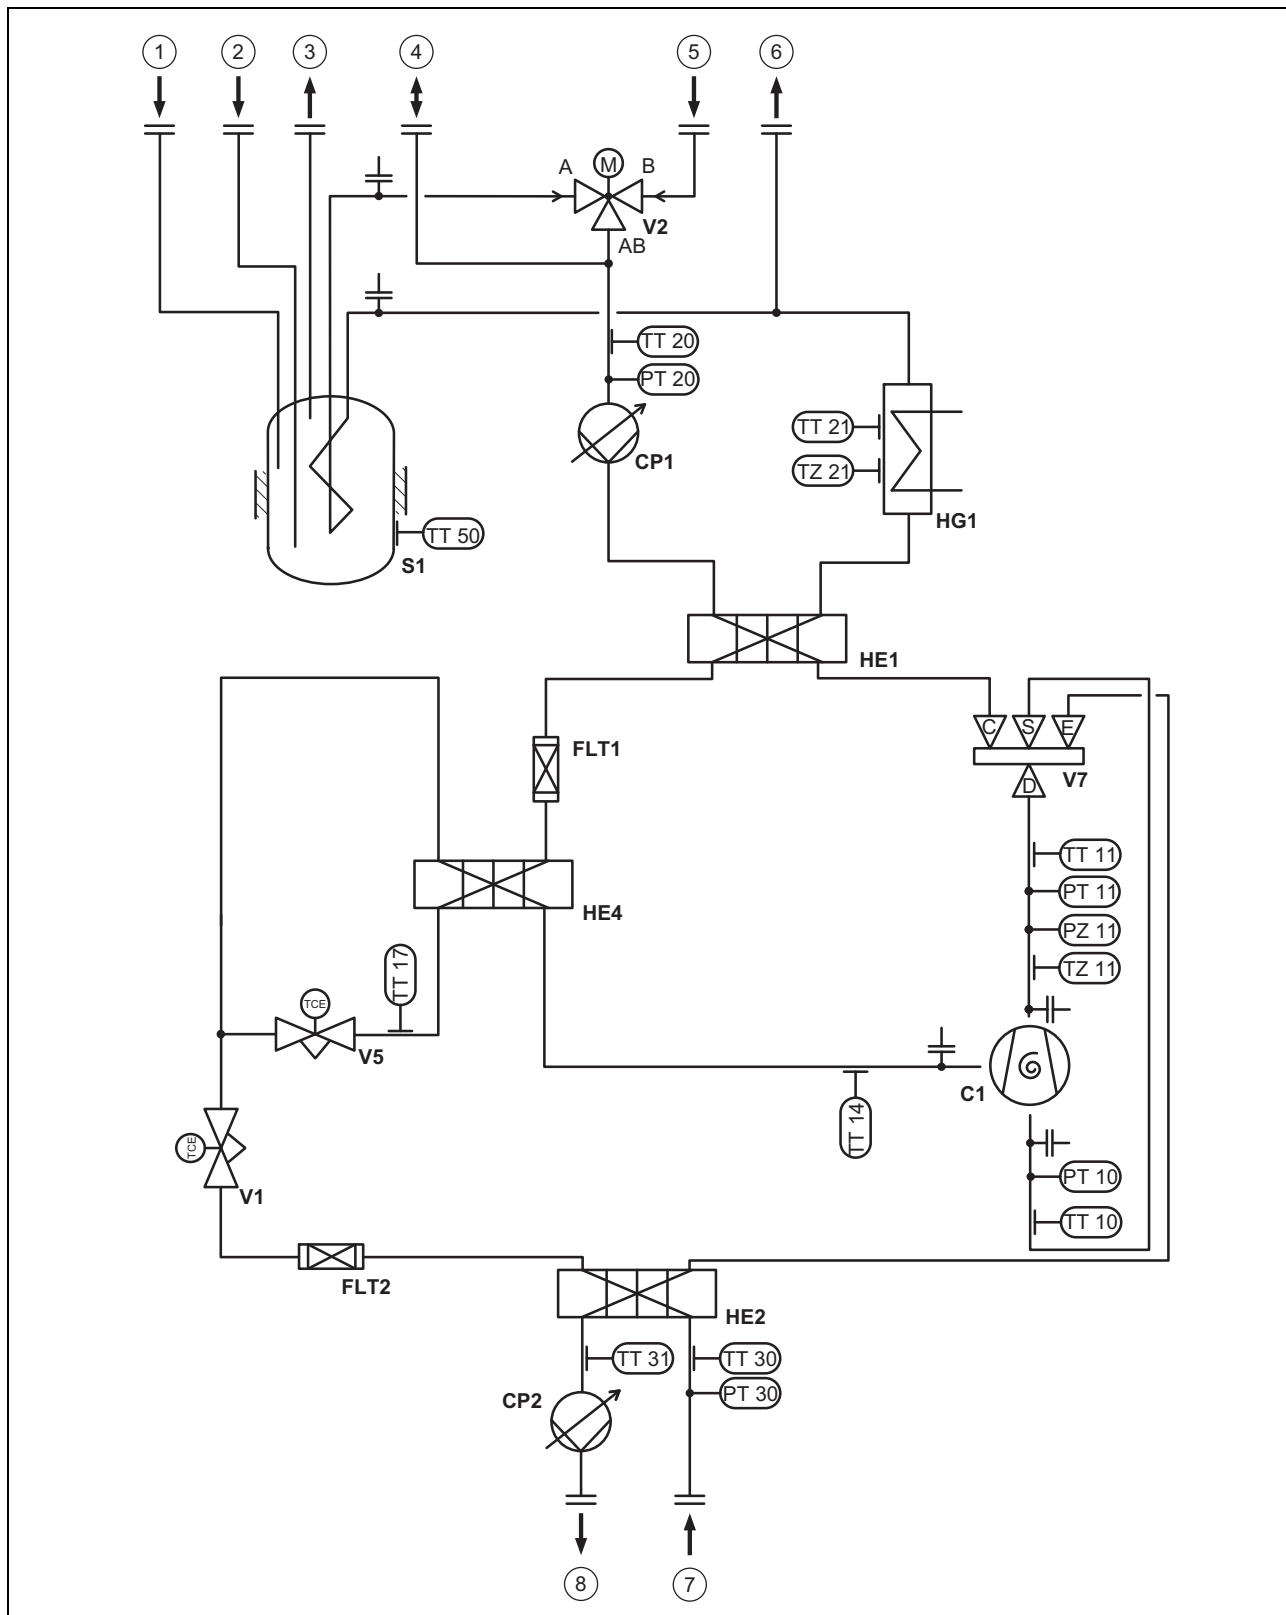 1 2 3 4 5 6
A M B
V2
AB
TT 20
PT 20
CP1
TT 21
TZ 21
HG1
TT 50
S1
HE1
FLT1
C S E
V7
D
TT 11
PT 11
PZ 11
TZ 11
HE4
TT 17
TCE
V5
C1
TT 14
TCE
V1
PT 10
TT 10
FLT2
HE2
TT 31
TT 30
PT 30
CP2
8 7